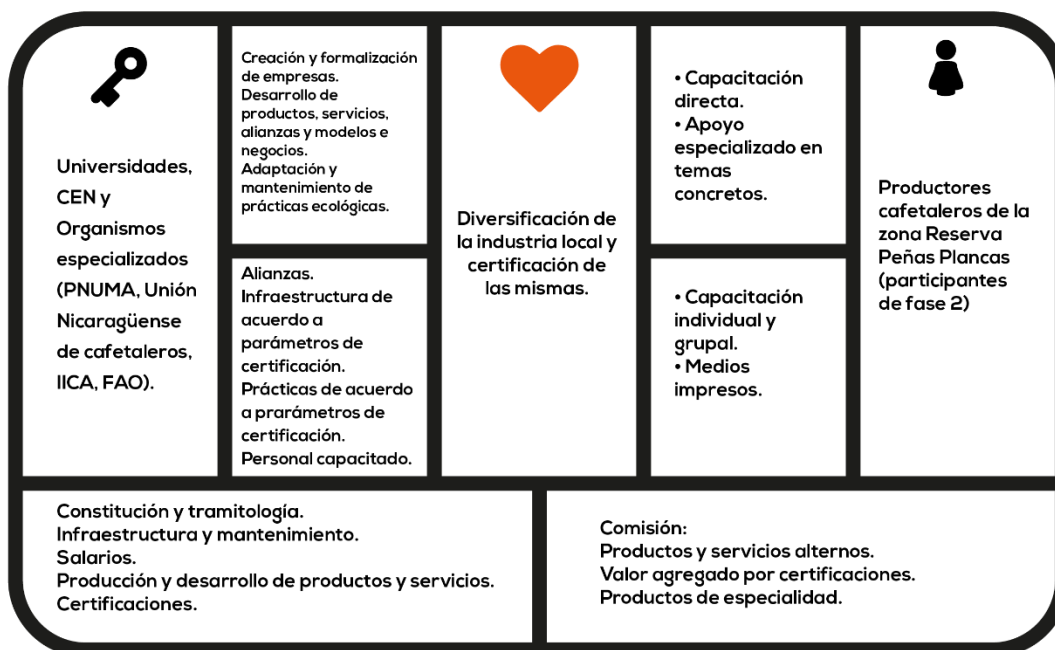 Universidades,
CEN y
Organismos
especializados
(PNUMA, Unión
Nicaragüense
de cafetaleros,
IICA, FAO).
Creación y formalización
de empresas.
Desarrollo de
productos, servicios,
alianzas y modelos e
negocios.
Adaptación y
mantenimiento de
prácticas ecológicas.
Alianzas.
Infraestructura de
acuerdo a
parámetros de
certificación.
Prácticas de acuerdo
a prarámetros de
certificación.
Personal capacitado.
Diversificación de
la industria local y
certificación de
las mismas.
• Capacitación
directa.
• Apoyo
especializado en
temas
concretos.
• Capacitación
individual y
grupal.
• Medios
impresos.
Productores
cafetaleros de la
zona Reserva
Peñas Plancas
(participantes
de fase 2)
Constitución y tramitología.
Infraestructura y mantenimiento.
Salarios.
Producción y desarrollo de productos y servicios.
Certificaciones.
Comisión:
Productos y servicios alternos.
Valor agregado por certificaciones.
Productos de especialidad.